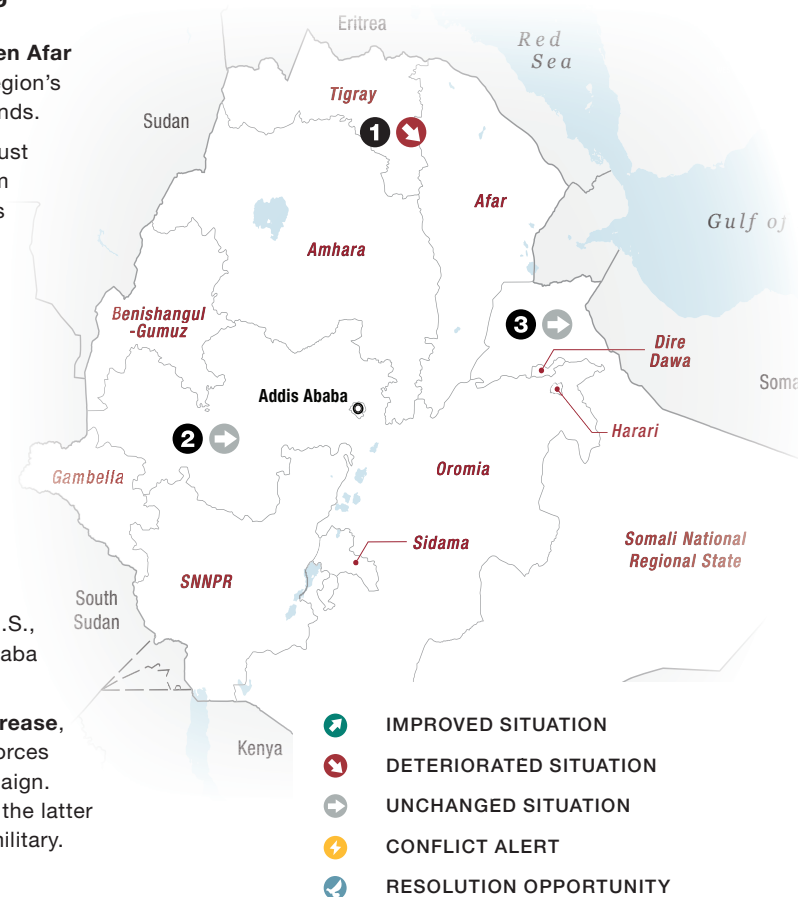 Eritrea
Red
Sea
en Afar
egion's
nds.
Tigray
Sudan
1
ust
Afar
s
Gulf of
Amhara
Benishangul
-Gumuz
3
Dire
Dawa
Soma
Addis Ababa
Harari
2
Oromia
Gambella
Somali National
Regional State
Sidama
SNNPR
South
Sudan
.S.,
aba
rease,
orces
aign.
the latter
nilitary.
Kenya
IMPROVED SITUATION
DETERIORATED SITUATION
UNCHANGED SITUATION
CONFLICT ALERT
RESOLUTION OPPORTUNITY